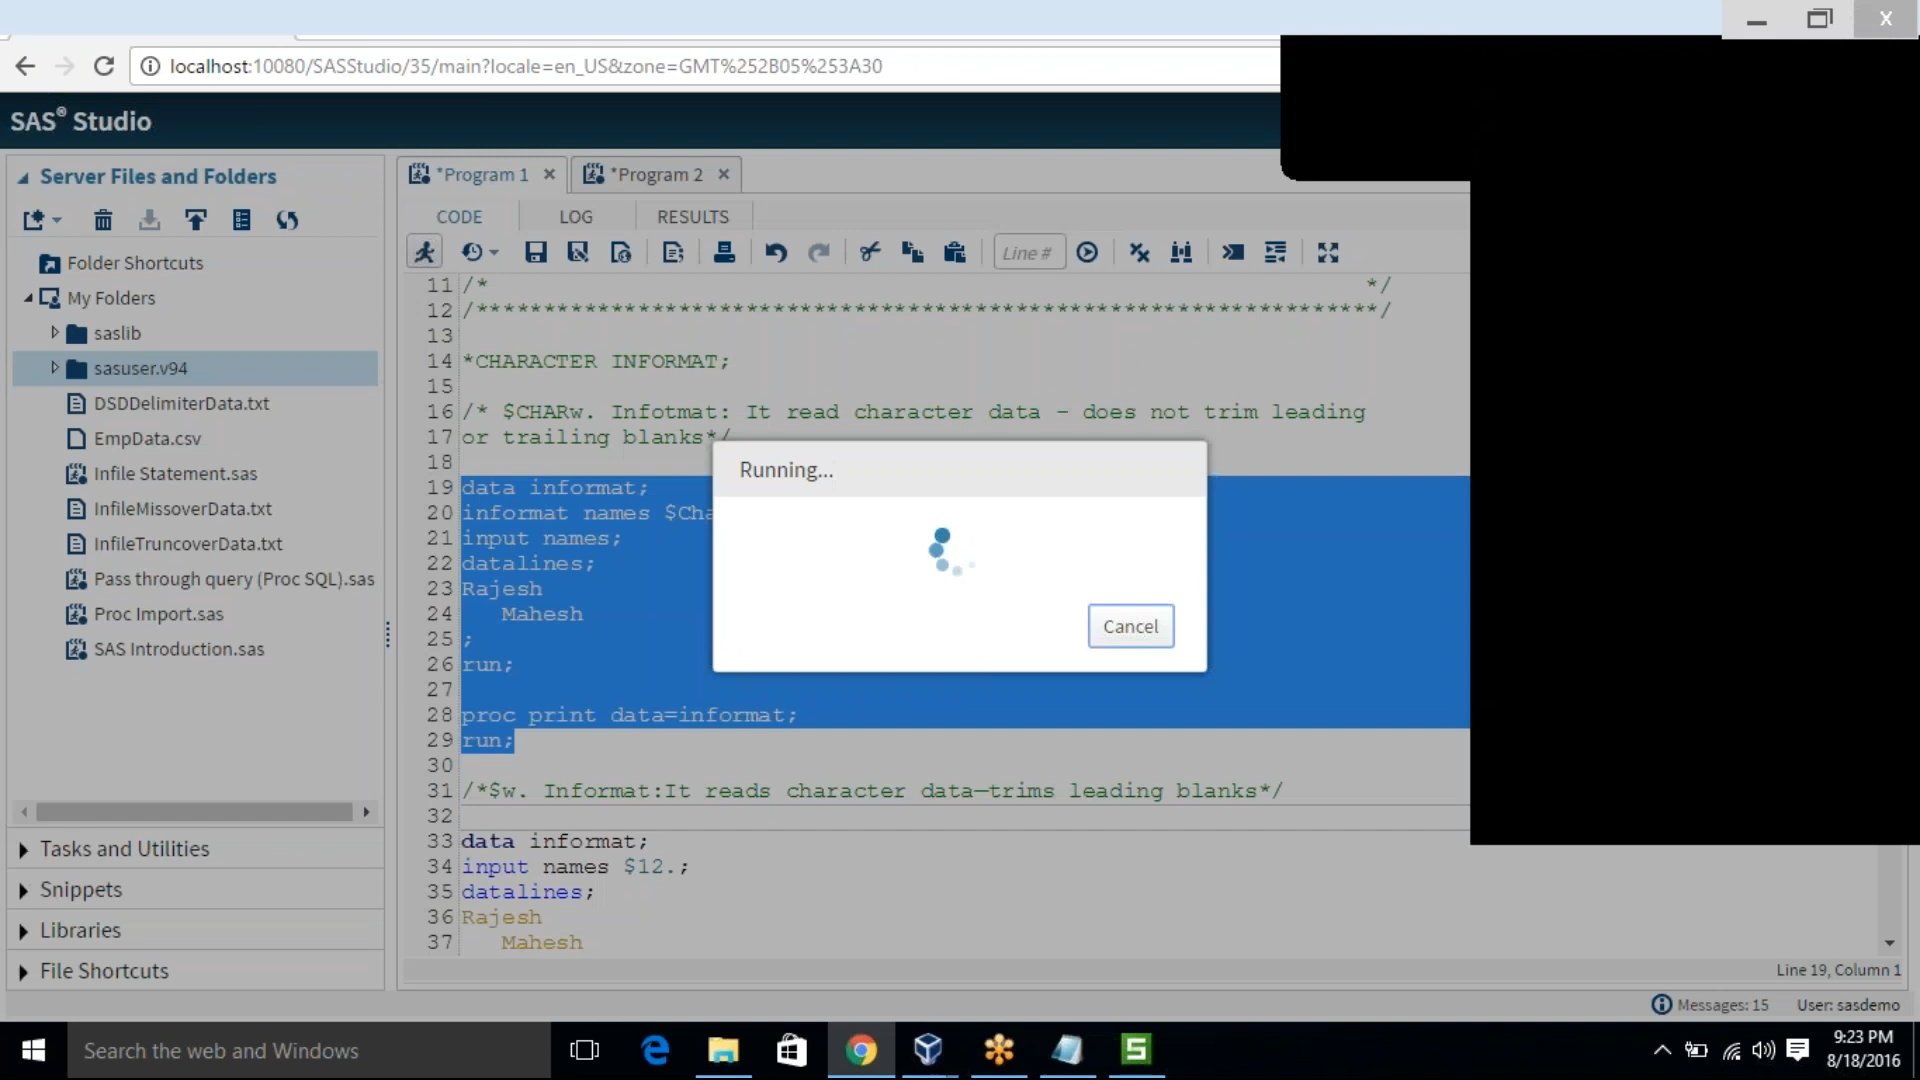 X
localhost:10080/SASStudio/35/main?locale=en_US&zone=GMT%252B05%253A30
SAS® Studio
Server Files and Folders
Folder Shortcuts
My Folders
saslib
sasuser.v94
DSDDelimiterData.txt
EmpData.csv
Infile Statement.sas
InfileMissoverData.txt
InfileTruncoverData.txt
Pass through query (Proc SQL).sas
Proc Import.sas
SAS Introduction.sas
Tasks and Utilities
Snippets
Libraries
File Shortcuts
*Program 1
*Program 2
CODE LOG RESULTS
Line #
11 /* */
12 /*******************************************************************/
13
14 *CHARACTER INFORMAT;
15
16 /* $CHARw. Infotmat: It read character data - does not trim leading
17 or trailing blanks*/
18
19 data informat;
20 informat names $Cha
21 input names;
22 datalines;
23 Rajesh
24 Mahesh
25 ;
26 run;
27
28 proc print data=informat;
29 run;
30
31 /*$w. Informat:It reads character data—trims leading blanks*/
32
33 data informat;
34 input names $12.;
35 datalines;
36 Rajesh
37 Mahesh
Running...
Cancel
Line 19, Column 1
Messages: 15 User: sasdemo
Search the web and Windows
9:23 PM
8/18/2016